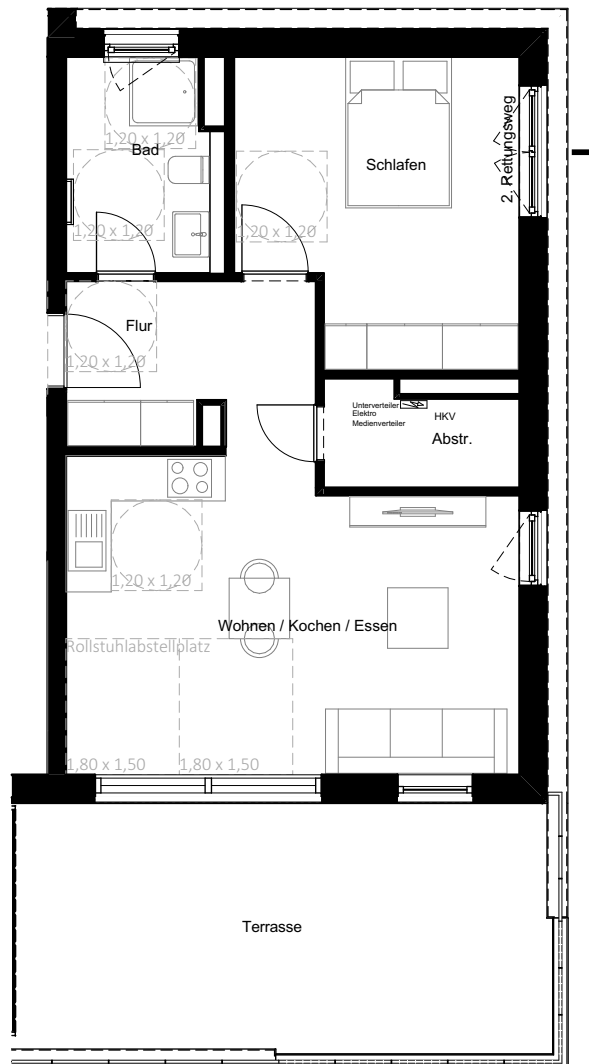 1,20 x 1,20
Bad
1,20 x 1,20
Schlafen
2. Rettungsweg
1,20 x 1,20
Flur
1,20 x 1,20
Unterverteiler
Elektro
Medienverteiler
HKV
Abstr.
1,20 x 1,20
Wohnen / Kochen / Essen
Rollstuhlabstellplatz
1,80 x 1,50
1,80 x 1,50
Terrasse